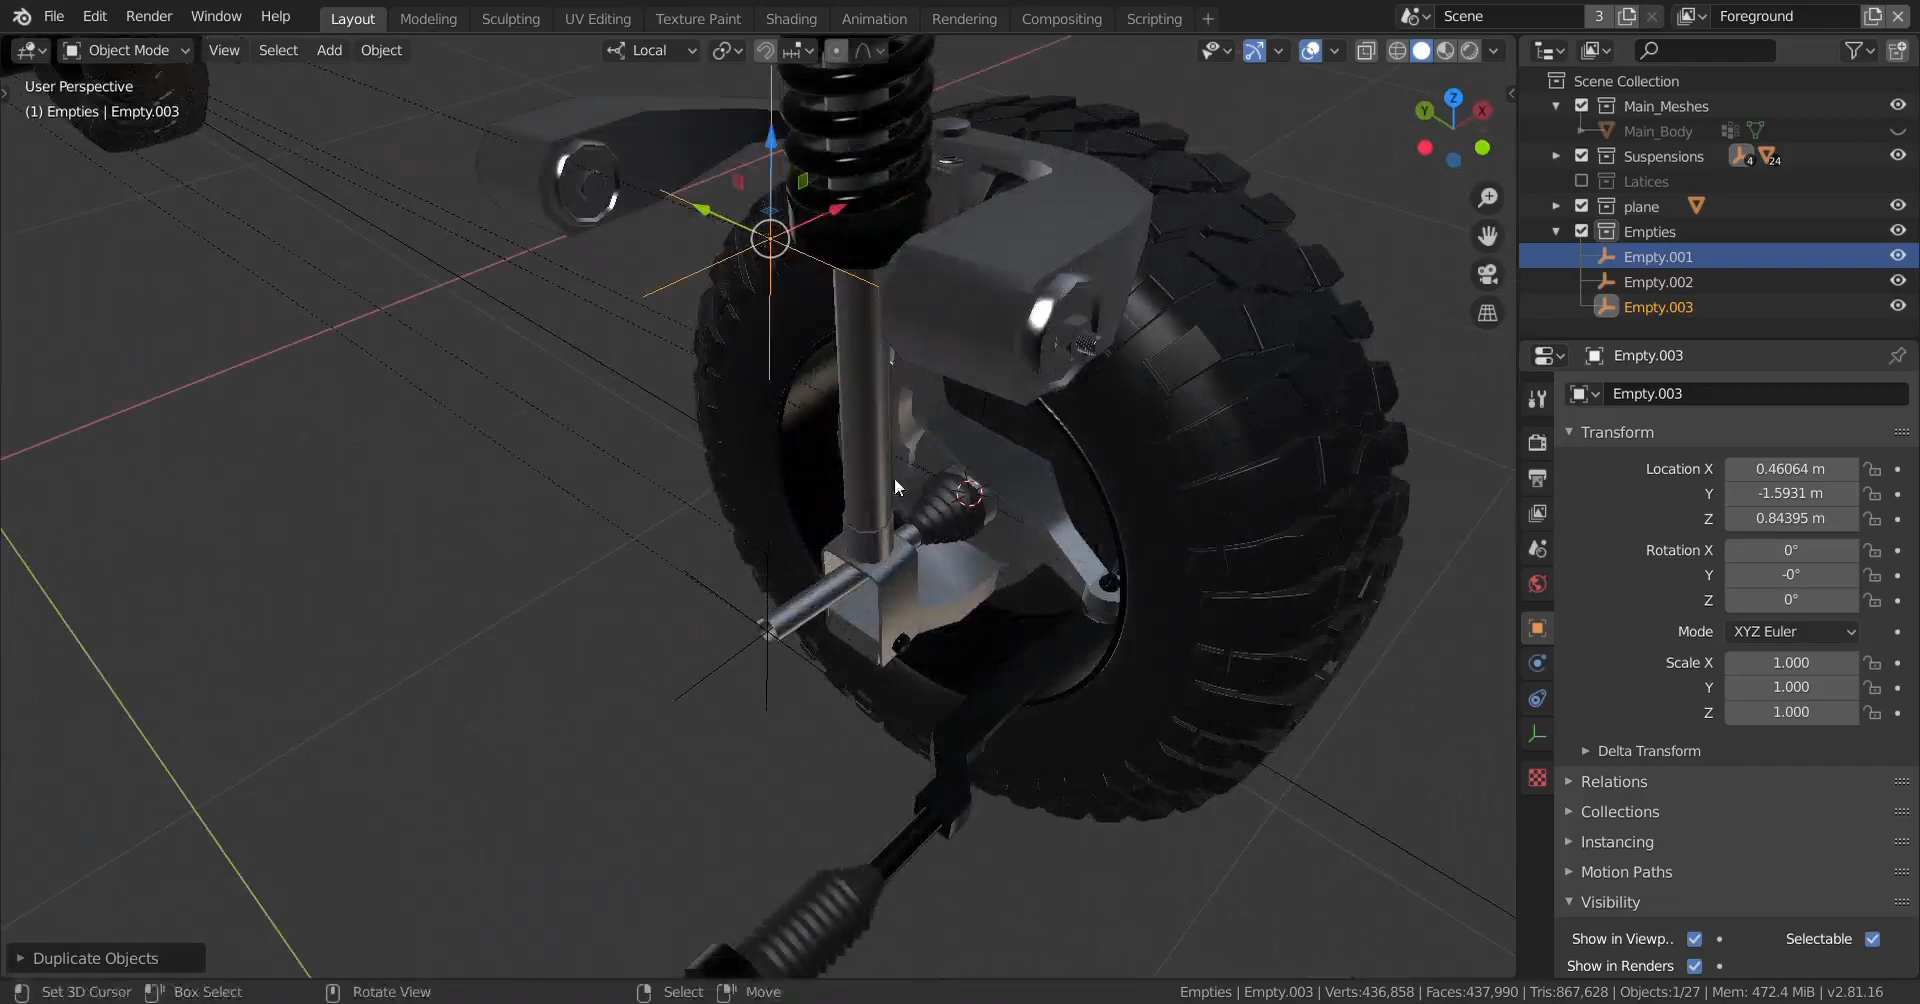 File Edit Render Window Help Layout Modeling Sculpting UV Editing Texture Paint Shading Animation Rendering Compositing Scripting + Scene 3 Foreground
Object Mode View Select Add Object Local
User Perspective
(1) Empties | Empty.003
Z
Y
X
Scene Collection
Main_Meshes
Main_Body
Suspensions 4 24
Latices
plane
Empties
Empty.001
Empty.002
Empty.003
Empty.003
Empty.003
Transform
Location X 0.46064 m
Y -1.5931 m
Z 0.84395 m
Rotation X 0°
Y -0°
Z 0°
Mode XYZ Euler
Scale X 1.000
Y 1.000
Z 1.000
Delta Transform
Relations
Collections
Instancing
Motion Paths
Visibility
Show in Viewp.. Selectable
Show in Renders
Duplicate Objects
Set 3D Cursor Box Select Rotate View Select Move Empties | Empty.003 | Verts:436,858 | Faces:437,990 | Tris:867,628 | Objects:1/27 | Mem: 472.4 MiB | v2.81.16